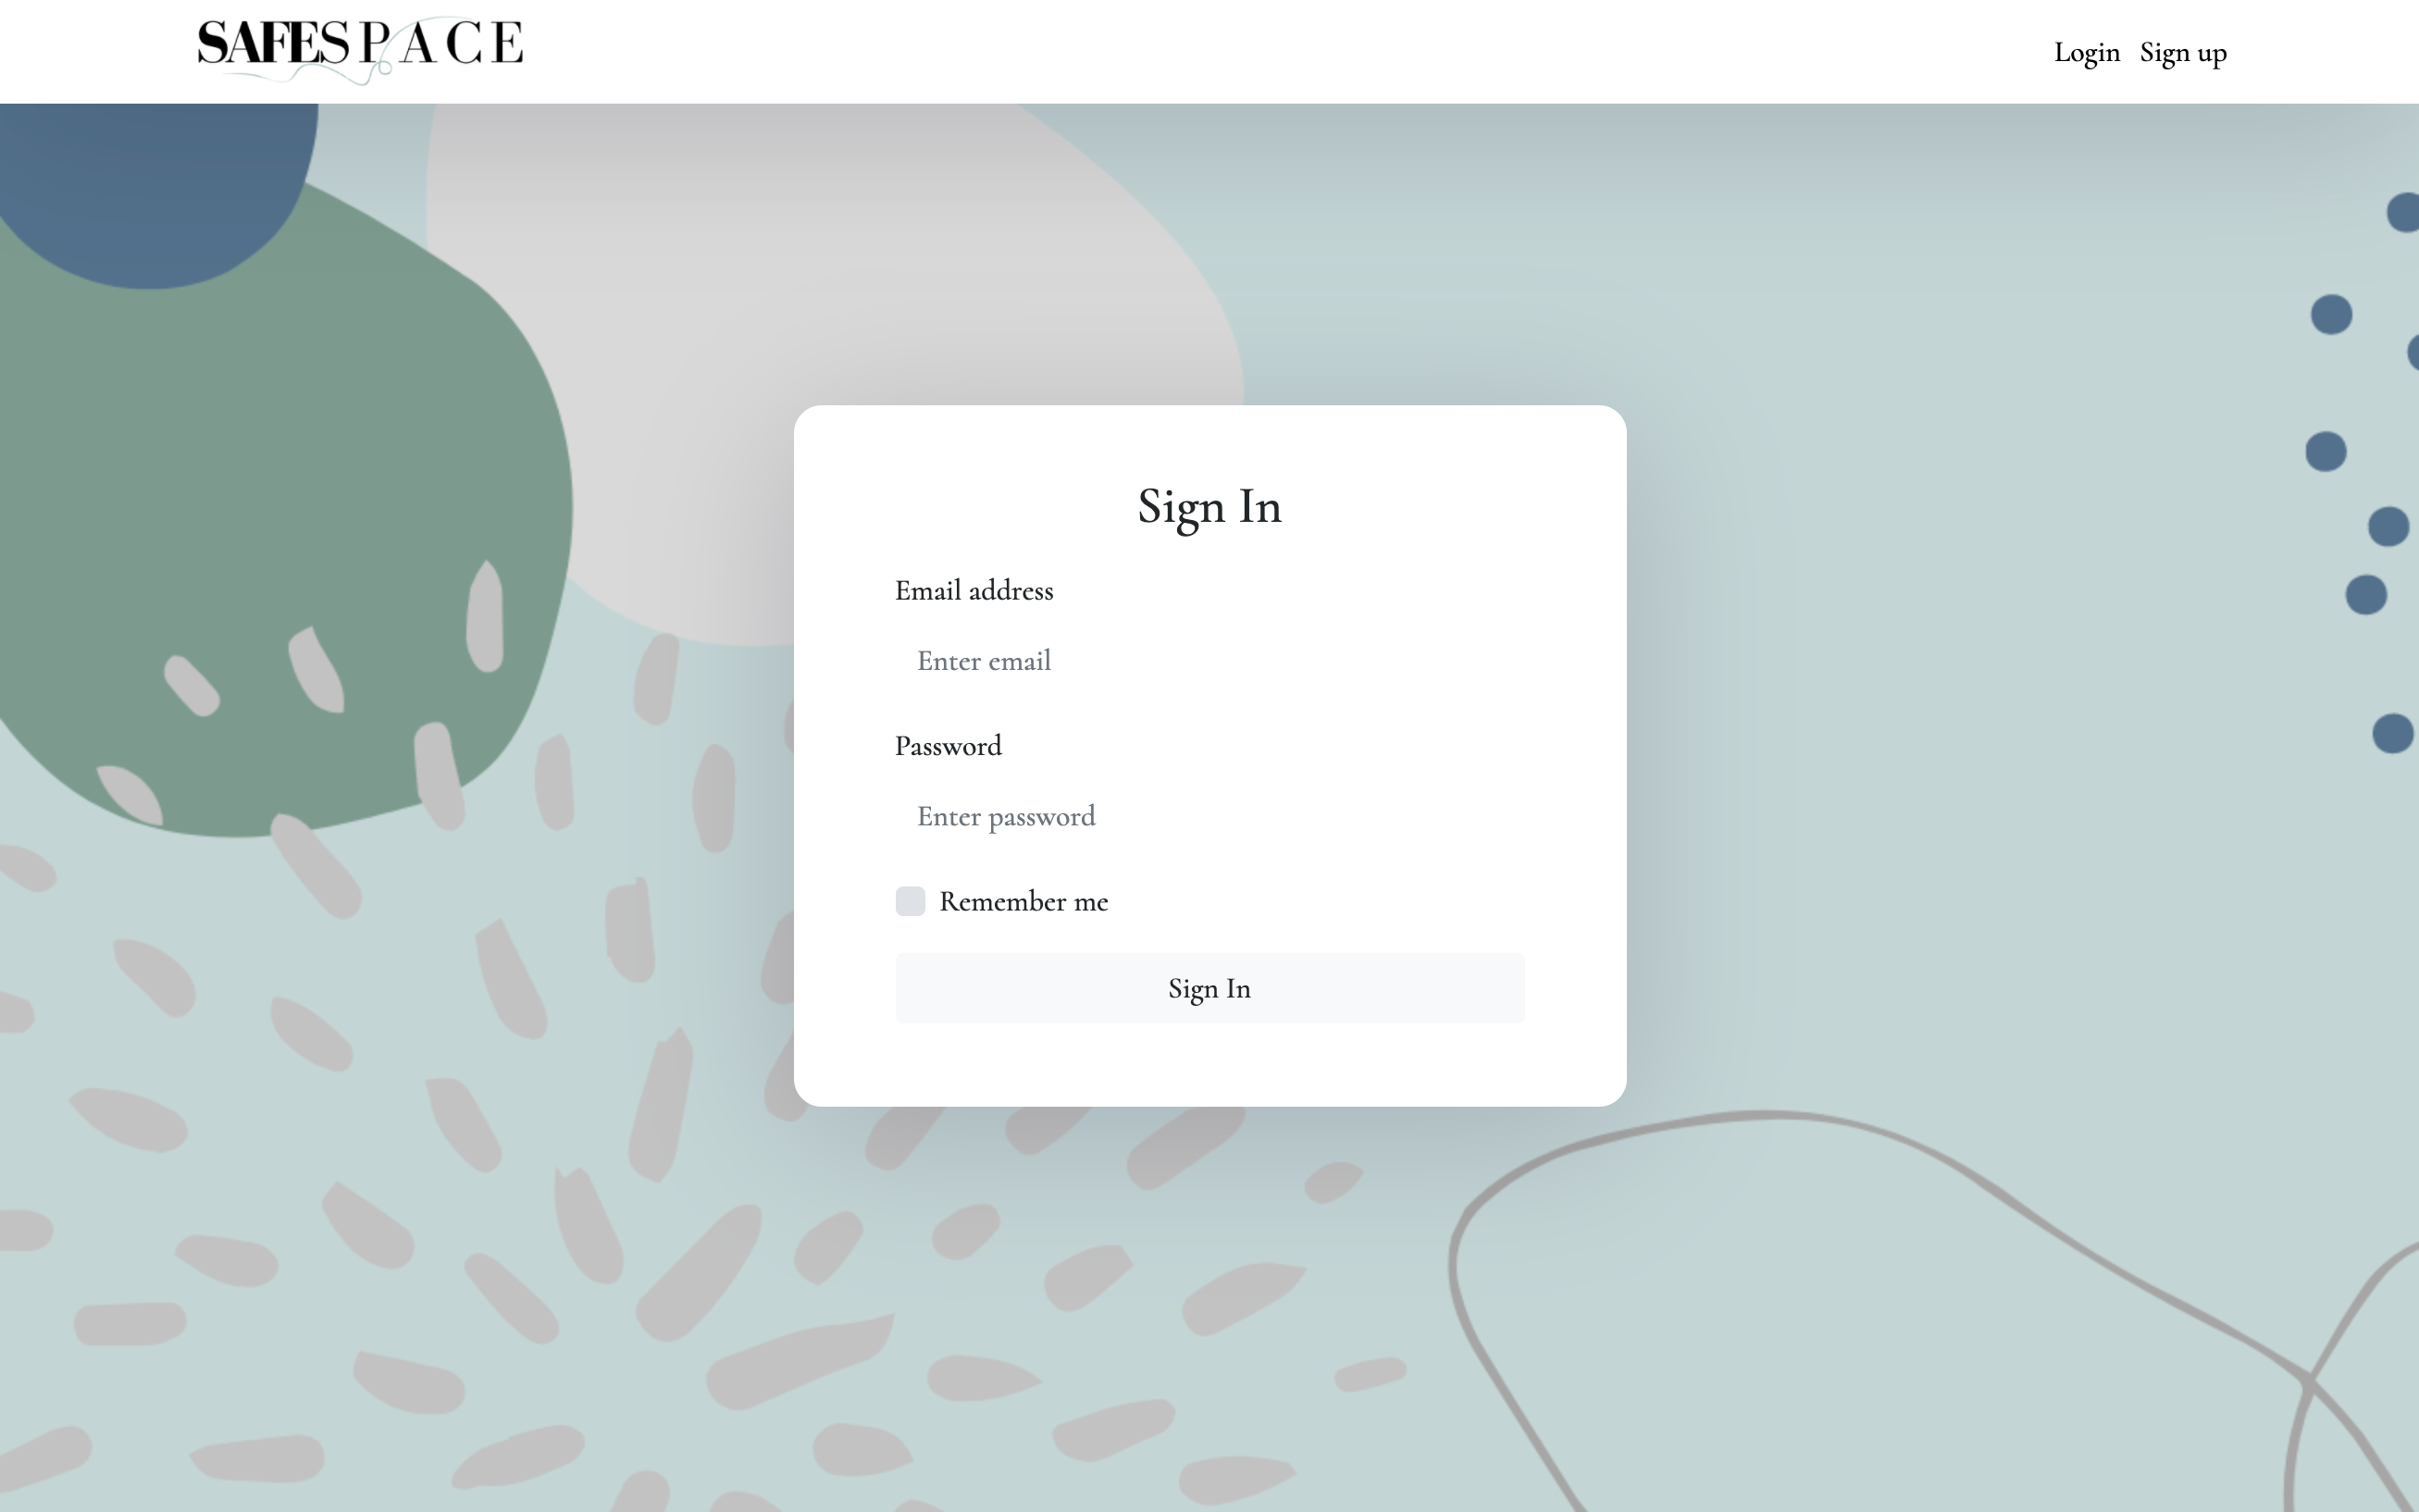 SAFESPACE
Login Sign up
Sign In
Email address
Enter email
Password
Enter password
Remember me
Sign In